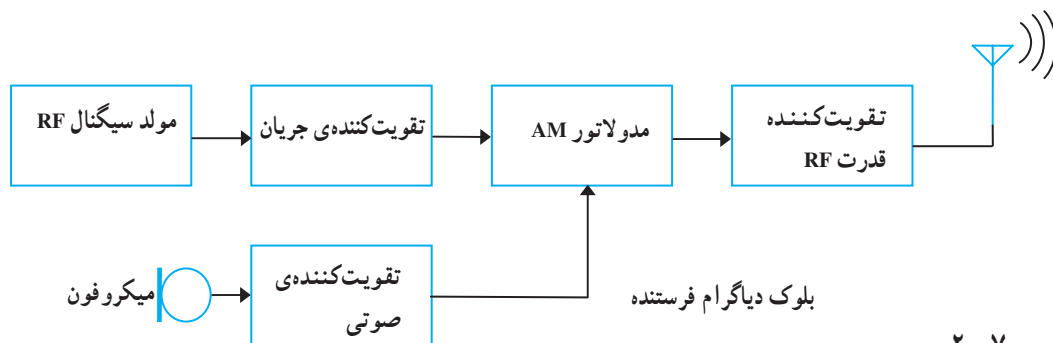 مولد سیگنال RF
تقویت‌کننده‌ی جریان
مدولاتور AM
تقویت‌کننده
قدرت RF
میکروفون
تقویت‌کننده‌ی
صوتی
بلوک دیاگرام فرستنده